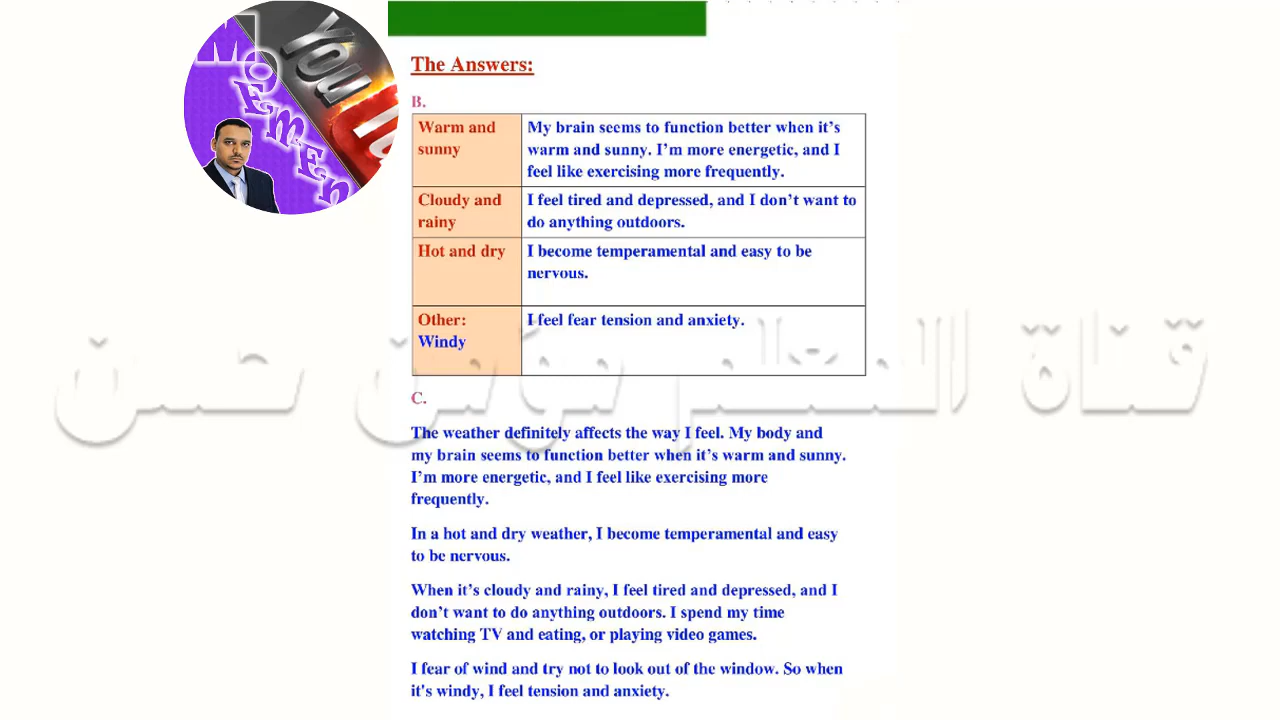 MOEMEN
You
The Answers:
B.
Warm and sunny
My brain seems to function better when it's
warm and sunny. I'm more energetic, and I
feel like exercising more frequently.
Cloudy and rainy
I feel tired and depressed, and I don't want to
do anything outdoors.
Hot and dry
I become temperamental and easy to be
nervous.
Other:
Windy
I feel fear tension and anxiety.
قناة المعلم مؤمن حسن
C.
The weather definitely affects the way I feel. My body and
my brain seems to function better when it's warm and sunny.
I'm more energetic, and I feel like exercising more
frequently.
In a hot and dry weather, I become temperamental and easy
to be nervous.
When it's cloudy and rainy, I feel tired and depressed, and I
don't want to do anything outdoors. I spend my time
watching TV and eating, or playing video games.
I fear of wind and try not to look out of the window. So when
it's windy, I feel tension and anxiety.